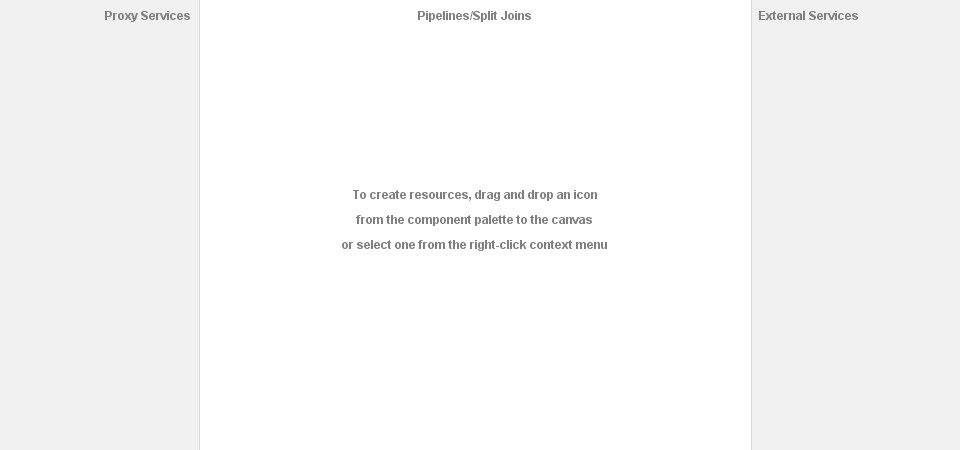 Proxy Services
Pipelines/Split Joins
External Services
To create resources, drag and drop an icon
from the component palette to the canvas
or select one from the right-click context menu